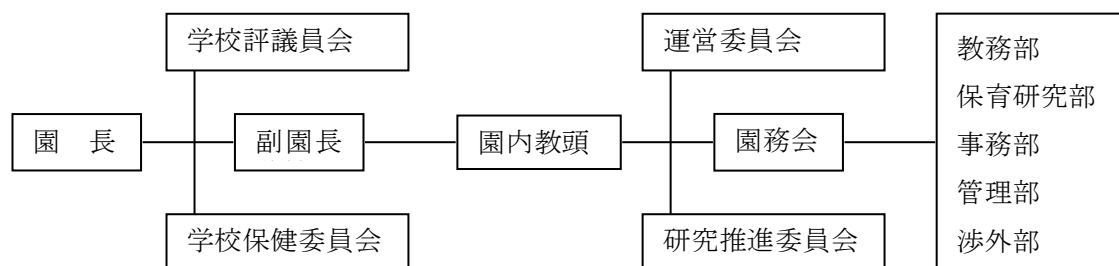 学校評議員会
運営委員会
園　長
副園長
園内教頭
園務会
教務部
保育研究部
事務部
管理部
渉外部
学校保健委員会
研究推進委員会